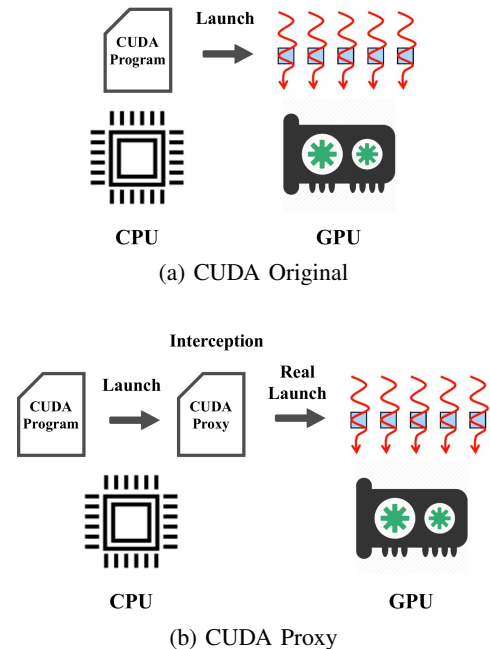 Launch
CUDA
Program
CPU
GPU
(a) CUDA Original
Interception
Launch
Real
Launch
CUDA
Program
CUDA
Proxy
CPU
GPU
(b) CUDA Proxy